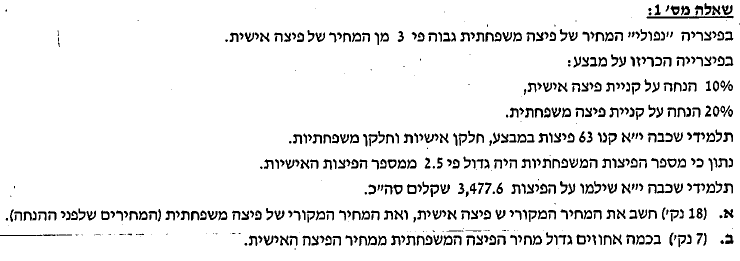 שאלה מס׳ 1:
בפיצריה ״נפולי״ המחיר של פיצה משפחתית גבוה פי 3 מן המחיר של פיצה אישית.
בפיצרייה הכריזו על מבצע:
10% הנחה על קניית פיצה אישית,
20% הנחה על קניית פיצה משפחתית.
תלמידי שכבה י״א קנו 63 פיצות במבצע, חלקן אישיות וחלקן משפחתיות.
נתון כי מספר הפיצות המשפחתיות היה גדול פי 2.5 ממספר הפיצות האישיות.
תלמידי שכבה י״א שילמו על הפיצות 3,477.6 שקלים סה״כ.
א. (18 נק׳) חשב את המחיר המקורי ש פיצה אישית, ואת המחיר המקורי של פיצה משפחתית (המחירים שלפני ההנחה).
ב. (7 נק׳) בכמה אחוזים גדול מחיר הפיצה המשפחתית ממחיר הפיצה האישית.